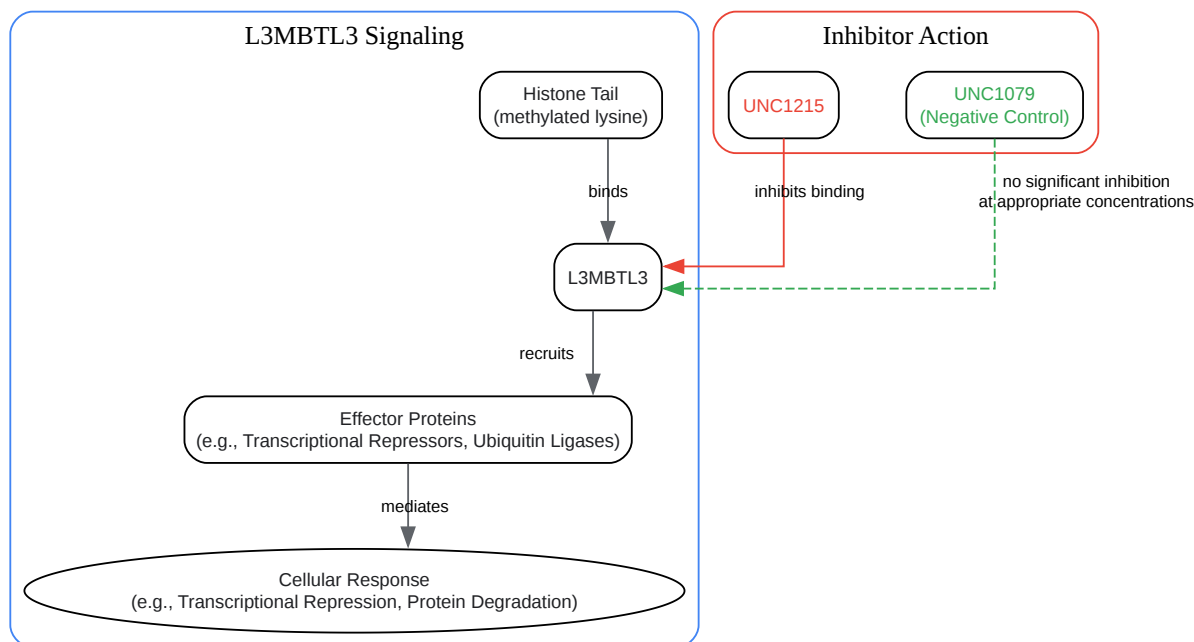 L3MBTL3 Signaling
Inhibitor Action
Histone Tail
(methylated lysine)
UNC1215
UNC1079
(Negative Control)
binds
inhibits binding
no significant inhibition
at appropriate concentrations
L3MBTL3
recruits
Effector Proteins
(e.g., Transcriptional Repressors, Ubiquitin Ligases)
mediates
Cellular Response
(e.g., Transcriptional Repression, Protein Degradation)